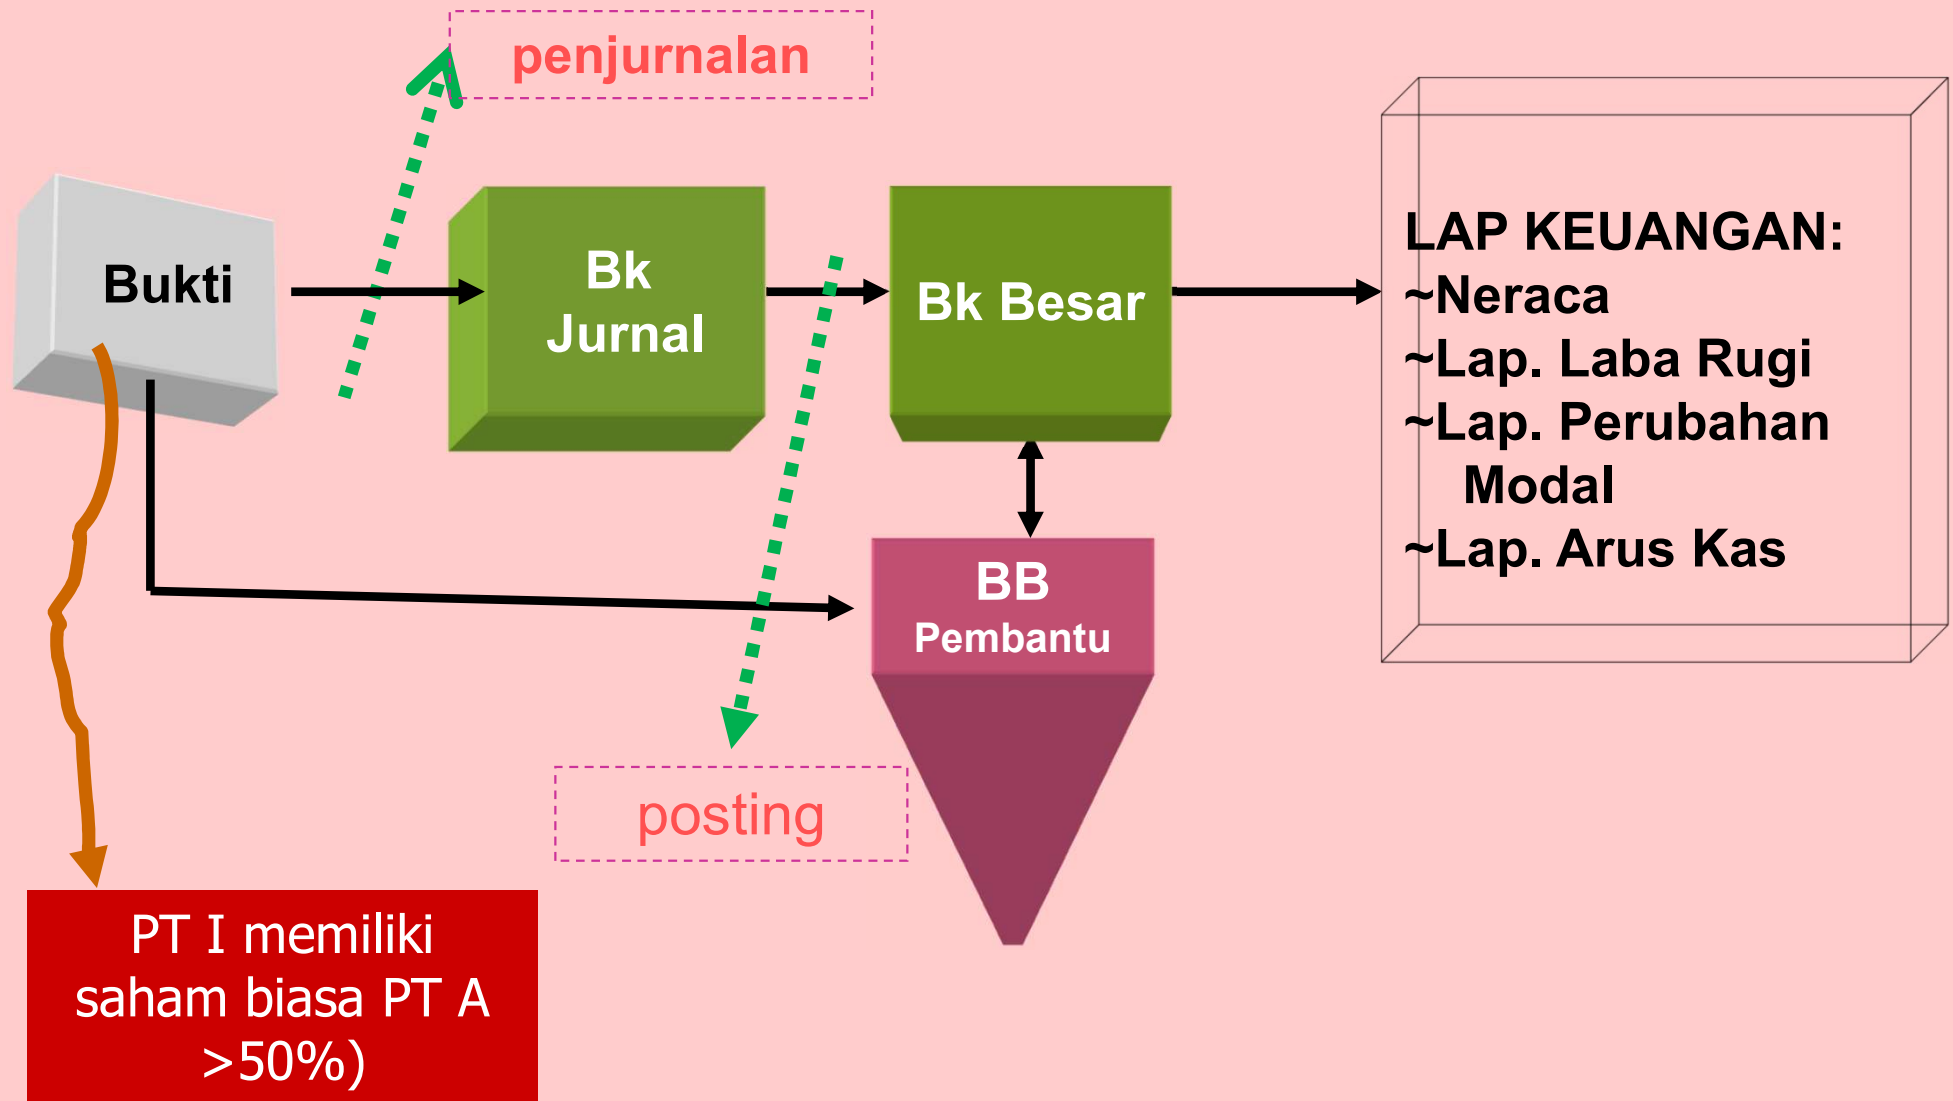 penjurnalan
Bukti
Bk
Jurnal
Bk Besar
LAP KEUANGAN:
~Neraca
~Lap. Laba Rugi
~Lap. Perubahan
Modal
~Lap. Arus Kas
BB
Pembantu
posting
PT I memiliki
saham biasa PT A
>50%)